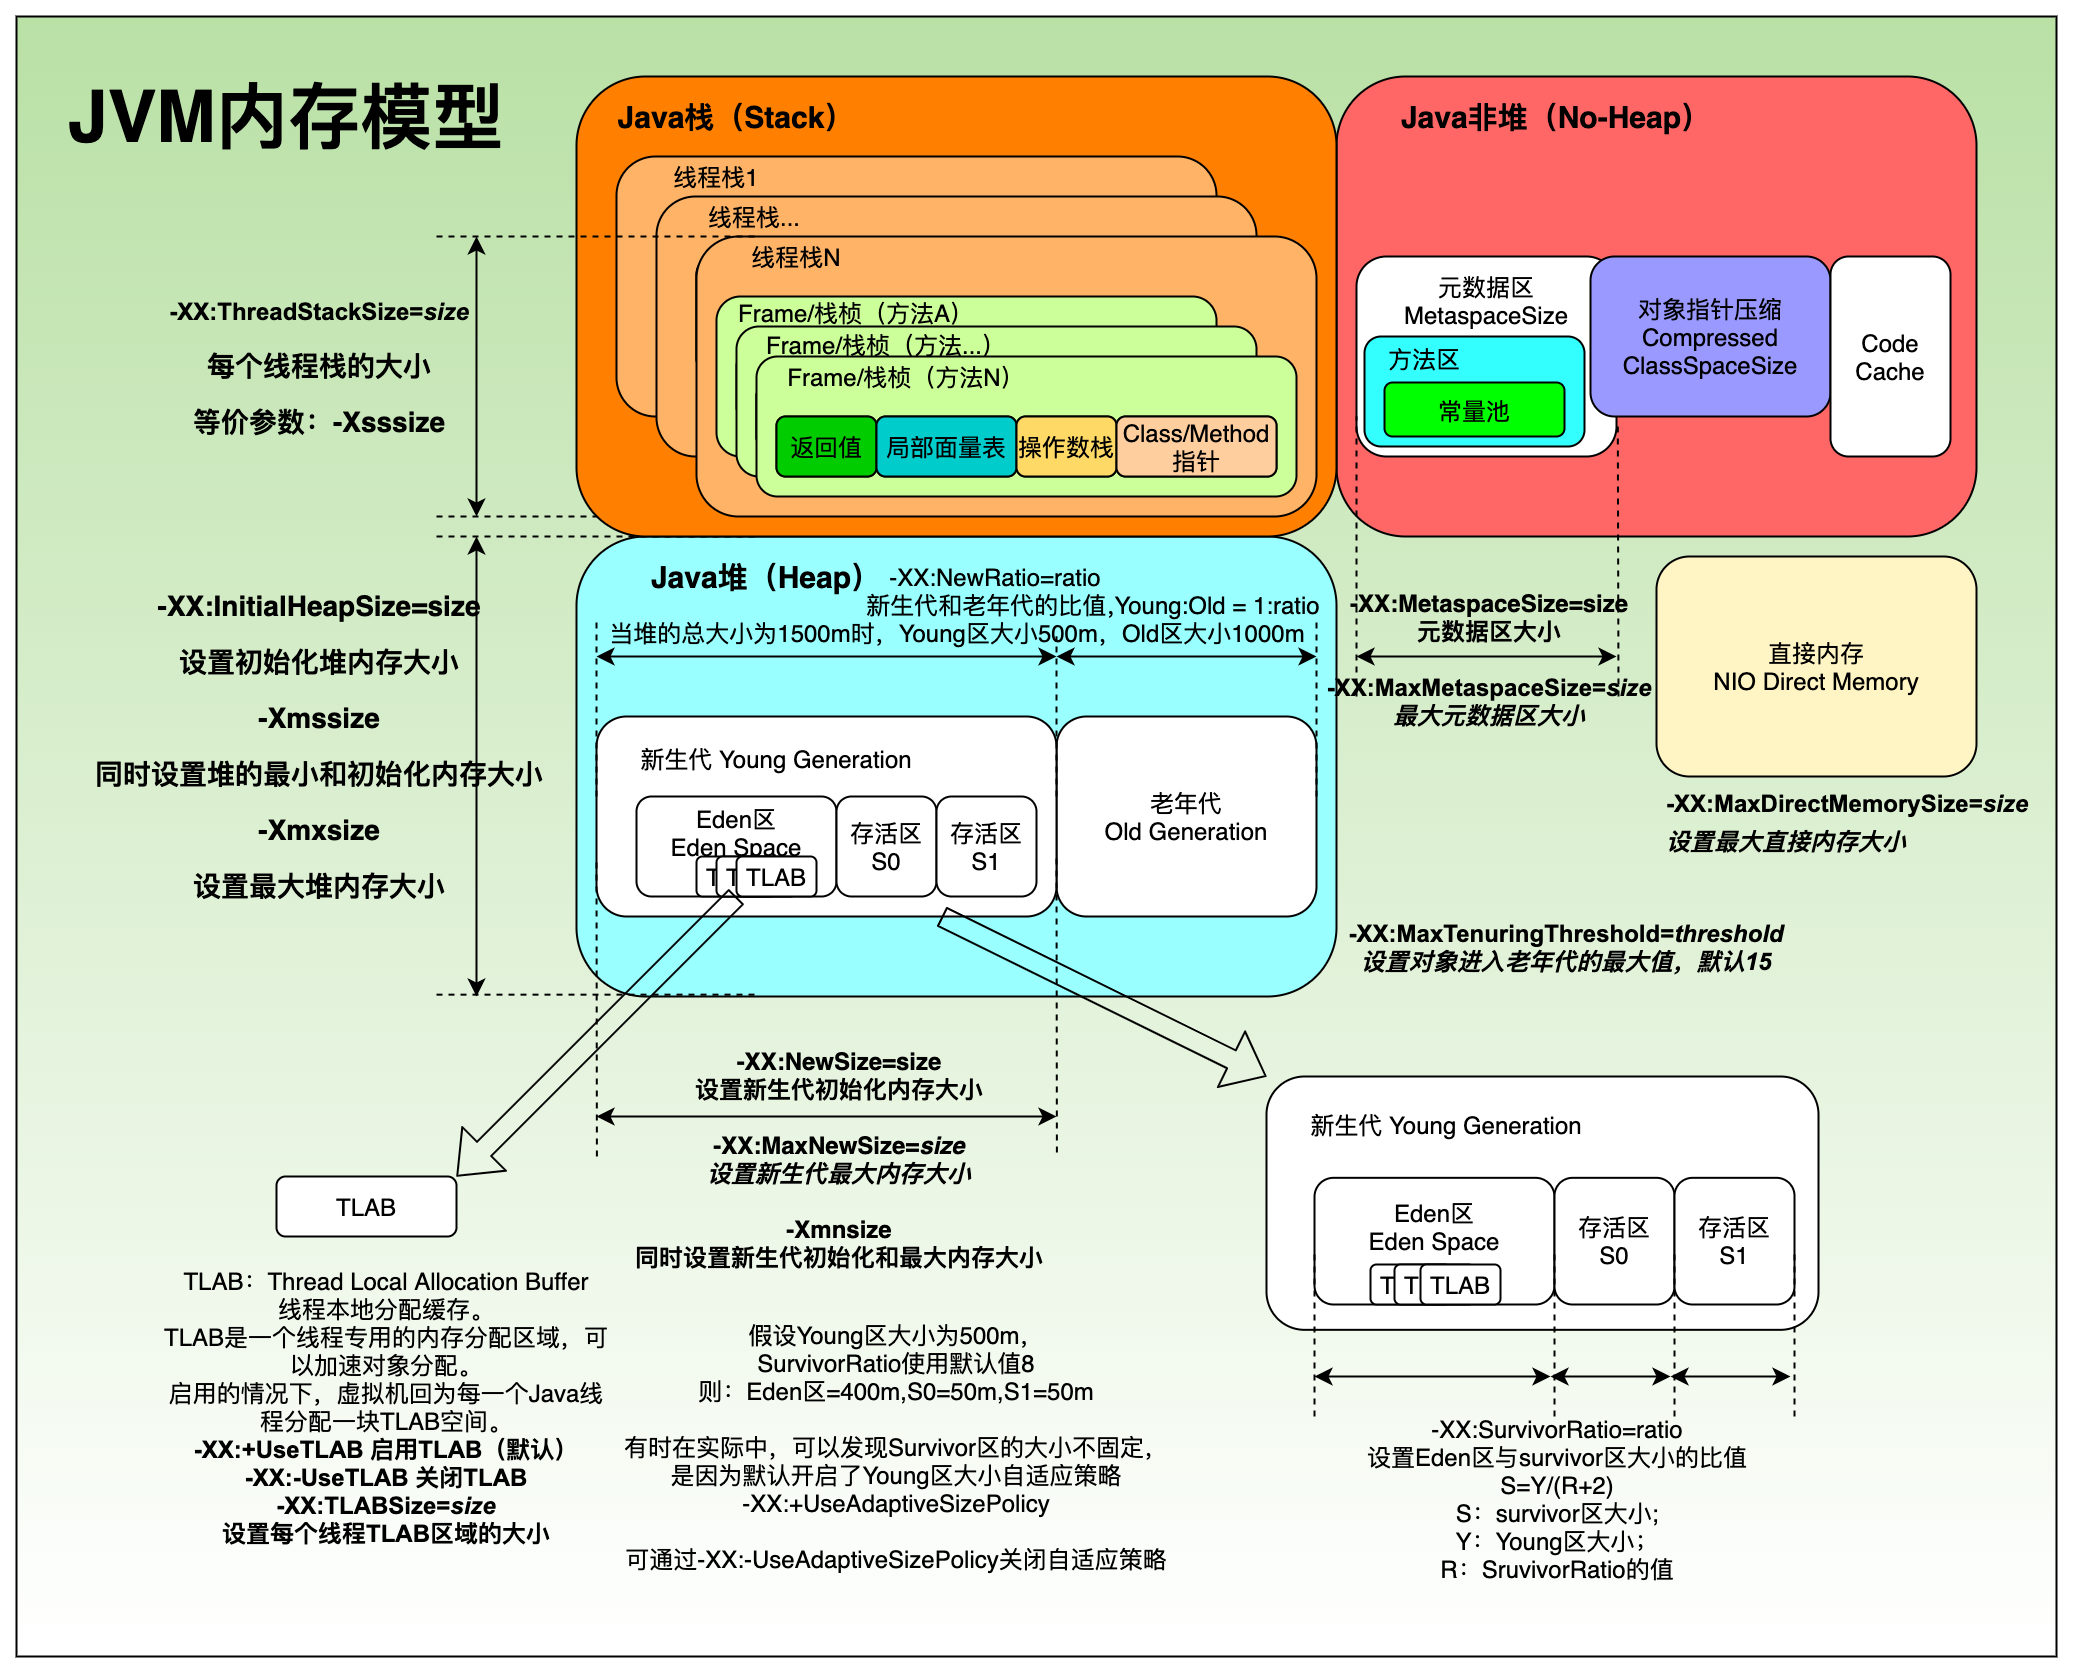 JVM内存模型
Java栈（Stack）
线程栈1
线程栈...
线程栈N
Frame/栈桢（方法A）
Frame/栈桢（方法...）
Frame/栈桢（方法N）
返回值
局部面量表
操作数栈
Class/Method
指针
Java非堆（No-Heap）
元数据区
MetaspaceSize
方法区
常量池
对象指针压缩
Compressed
ClassSpaceSize
Code
Cache
-XX:ThreadStackSize=size
每个线程栈的大小
等价参数：-Xsssize
-XX:InitialHeapSize=size
设置初始化堆内存大小
-Xmssize
同时设置堆的最小和初始化内存大小
-Xmxsize
设置最大堆内存大小
Java堆（Heap）
-XX:NewRatio=ratio
新生代和老年代的比值,Young:Old = 1:ratio
当堆的总大小为1500m时，Young区大小500m，Old区大小1000m
新生代 Young Generation
Eden区
Eden Space
T
T
TLAB
存活区
S0
存活区
S1
老年代
Old Generation
-XX:MetaspaceSize=size
元数据区大小
-XX:MaxMetaspaceSize=size
最大元数据区大小
直接内存
NIO Direct Memory
-XX:MaxDirectMemorySize=size
设置最大直接内存大小
-XX:MaxTenuringThreshold=threshold
设置对象进入老年代的最大值，默认15
-XX:NewSize=size
设置新生代初始化内存大小
-XX:MaxNewSize=size
设置新生代最大内存大小
-Xmnsize
同时设置新生代初始化和最大内存大小
TLAB
TLAB：Thread Local Allocation Buffer
线程本地分配缓存。
TLAB是一个线程专用的内存分配区域，可
以加速对象分配。
启用的情况下，虚拟机回为每一个Java线
程分配一块TLAB空间。
-XX:+UseTLAB 启用TLAB（默认）
-XX:-UseTLAB 关闭TLAB
-XX:TLABSize=size
设置每个线程TLAB区域的大小
假设Young区大小为500m，
SurvivorRatio使用默认值8
则：Eden区=400m,S0=50m,S1=50m
有时在实际中，可以发现Survivor区的大小不固定，
是因为默认开启了Young区大小自适应策略
-XX:+UseAdaptiveSizePolicy
可通过-XX:-UseAdaptiveSizePolicy关闭自适应策略
新生代 Young Generation
Eden区
Eden Space
T
T
TLAB
存活区
S0
存活区
S1
-XX:SurvivorRatio=ratio
设置Eden区与survivor区大小的比值
S=Y/(R+2)
S：survivor区大小;
Y：Young区大小；
R：SruvivorRatio的值